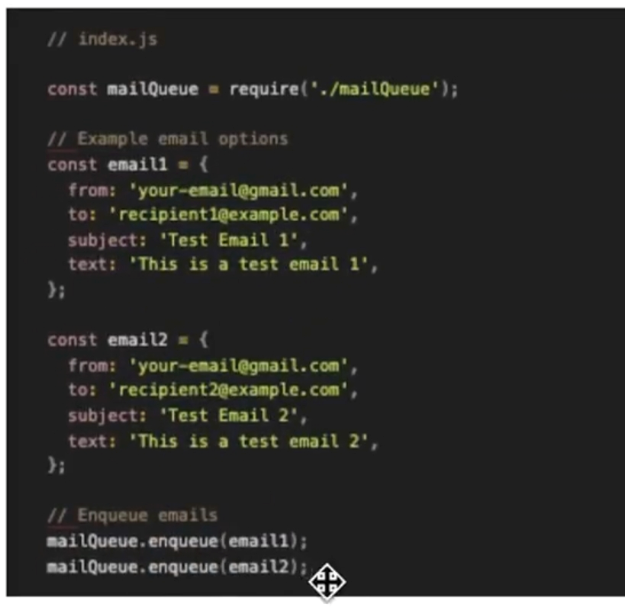 // index.js
const mailQueue = require('./mailQueue');
// Example email options
const email1 = {
from: 'your-email@gmail.com',
to: 'recipient1@example.com',
subject: 'Test Email 1',
text: 'This is a test email 1',
};
const email2 = {
from: 'your-email@gmail.com',
to: 'recipient2@example.com',
subject: 'Test Email 2',
text: 'This is a test email 2',
};
// Enqueue emails
mailQueue.enqueue(email1);
mailQueue.enqueue(email2);